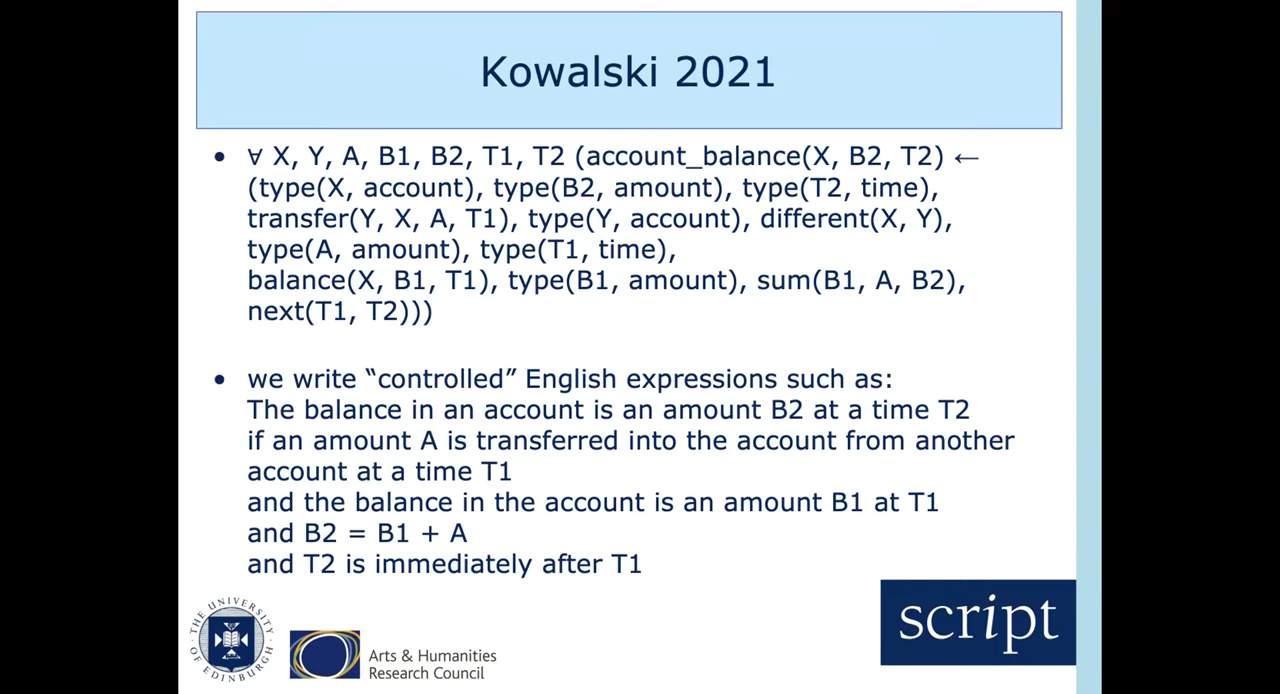 Kowalski 2021
• ∀ X, Y, A, B1, B2, T1, T2 (account_balance(X, B2, T2) ←
(type(X, account), type(B2, amount), type(T2, time),
transfer(Y, X, A, T1), type(Y, account), different(X, Y),
type(A, amount), type(T1, time),
balance(X, B1, T1), type(B1, amount), sum(B1, A, B2),
next(T1, T2)))
• we write “controlled” English expressions such as:
The balance in an account is an amount B2 at a time T2
if an amount A is transferred into the account from another
account at a time T1
and the balance in the account is an amount B1 at T1
and B2 = B1 + A
and T2 is immediately after T1
THE UNIVERSITY
OF EDINBURGH
Arts & Humanities
Research Council
script